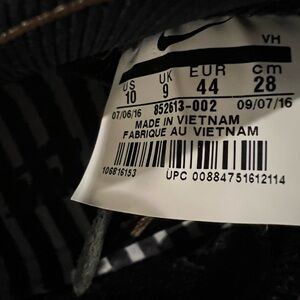 VH
US UK EUR cm
10 9 44 28
07/06/16 852613-002 09/07/16
MADE IN VIETNAM
FABRIQUE AU VIETNAM
106816153
UPC 00884751612114